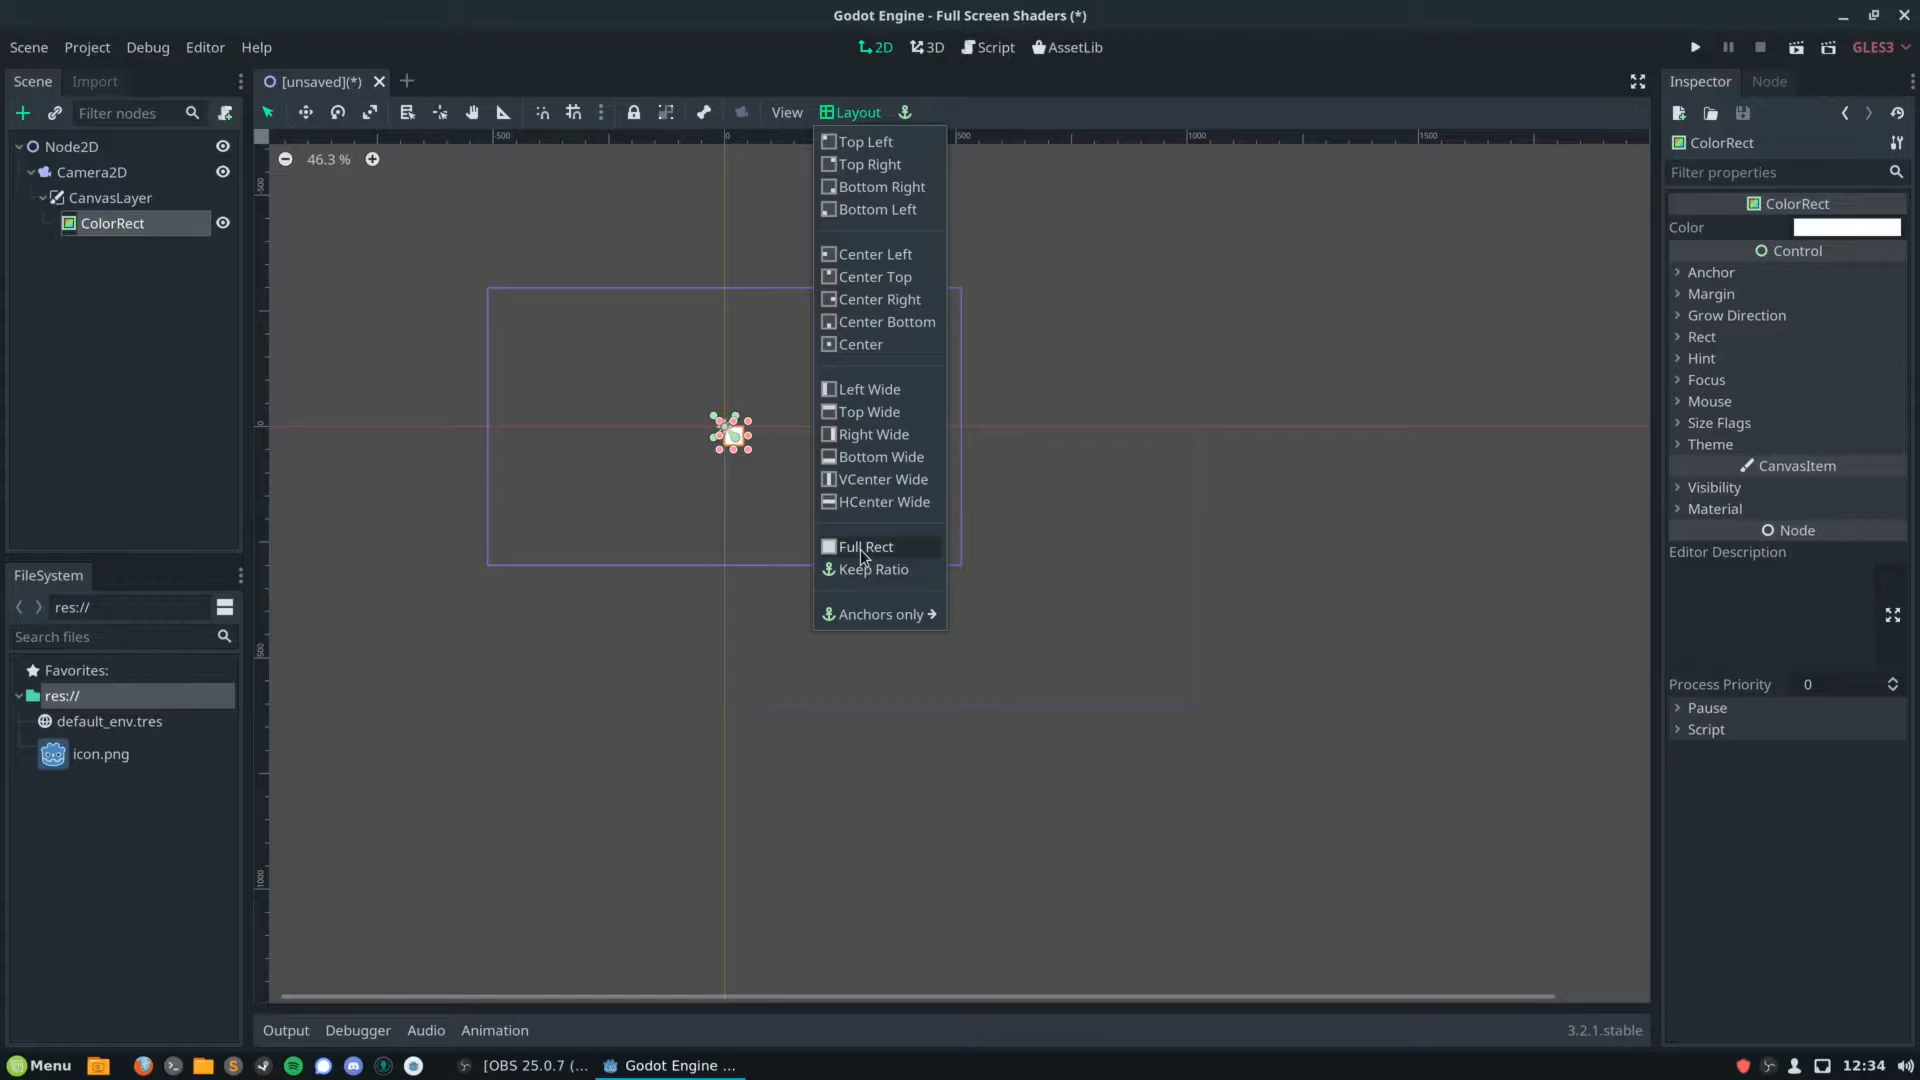 Godot Engine - Full Screen Shaders (*)
Scene Project Debug Editor Help
2D 3D Script AssetLib
GLES3
Scene Import
[unsaved](*)
Inspector Node
Filter nodes
View Layout
Node2D
Camera2D
CanvasLayer
ColorRect
-500 0 500 1000 1500
46.3 %
-500
0
500
1000
Top Left
Top Right
Bottom Right
Bottom Left
Center Left
Center Top
Center Right
Center Bottom
Center
Left Wide
Top Wide
Right Wide
Bottom Wide
VCenter Wide
HCenter Wide
Full Rect
Keep Ratio
Anchors only
ColorRect
Filter properties
ColorRect
Color
Control
Anchor
Margin
Grow Direction
Rect
Hint
Focus
Mouse
Size Flags
Theme
CanvasItem
Visibility
Material
Node
Editor Description
Process Priority 0
Pause
Script
FileSystem
res://
Search files
Favorites:
res://
default_env.tres
icon.png
Output Debugger Audio Animation
3.2.1.stable
Menu
[OBS 25.0.7 (...
Godot Engine ...
12:34